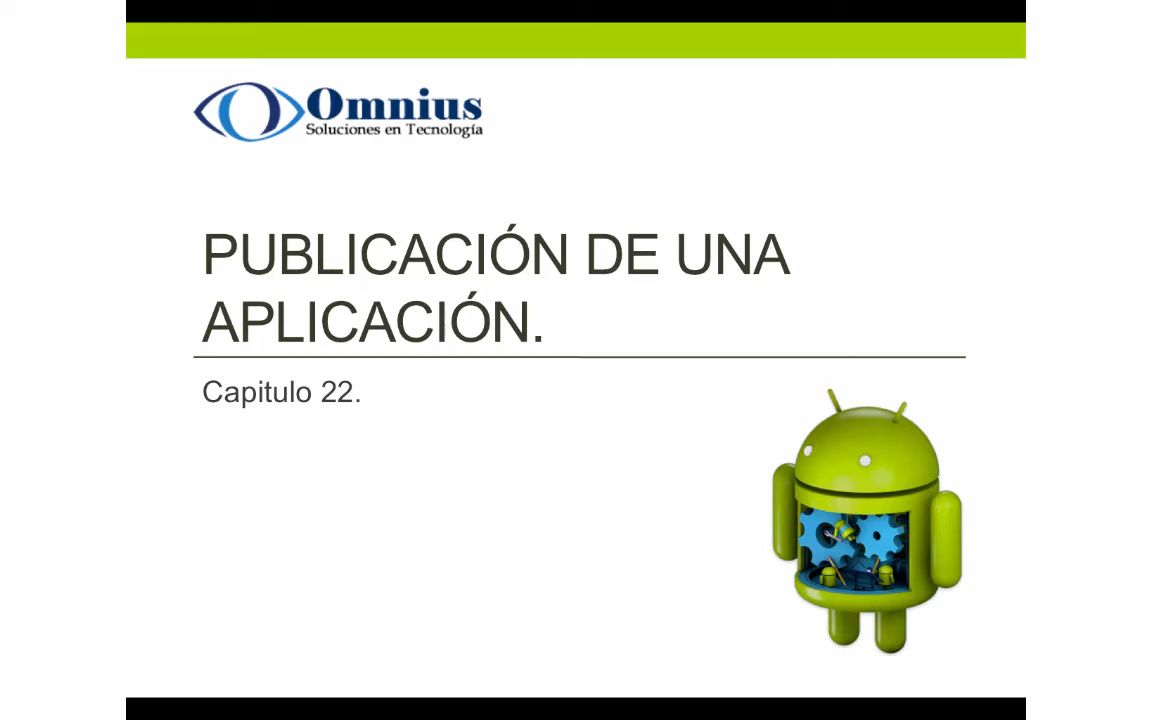 Omnius
Soluciones en Tecnología
PUBLICACIÓN DE UNA
APLICACIÓN.
Capitulo 22.